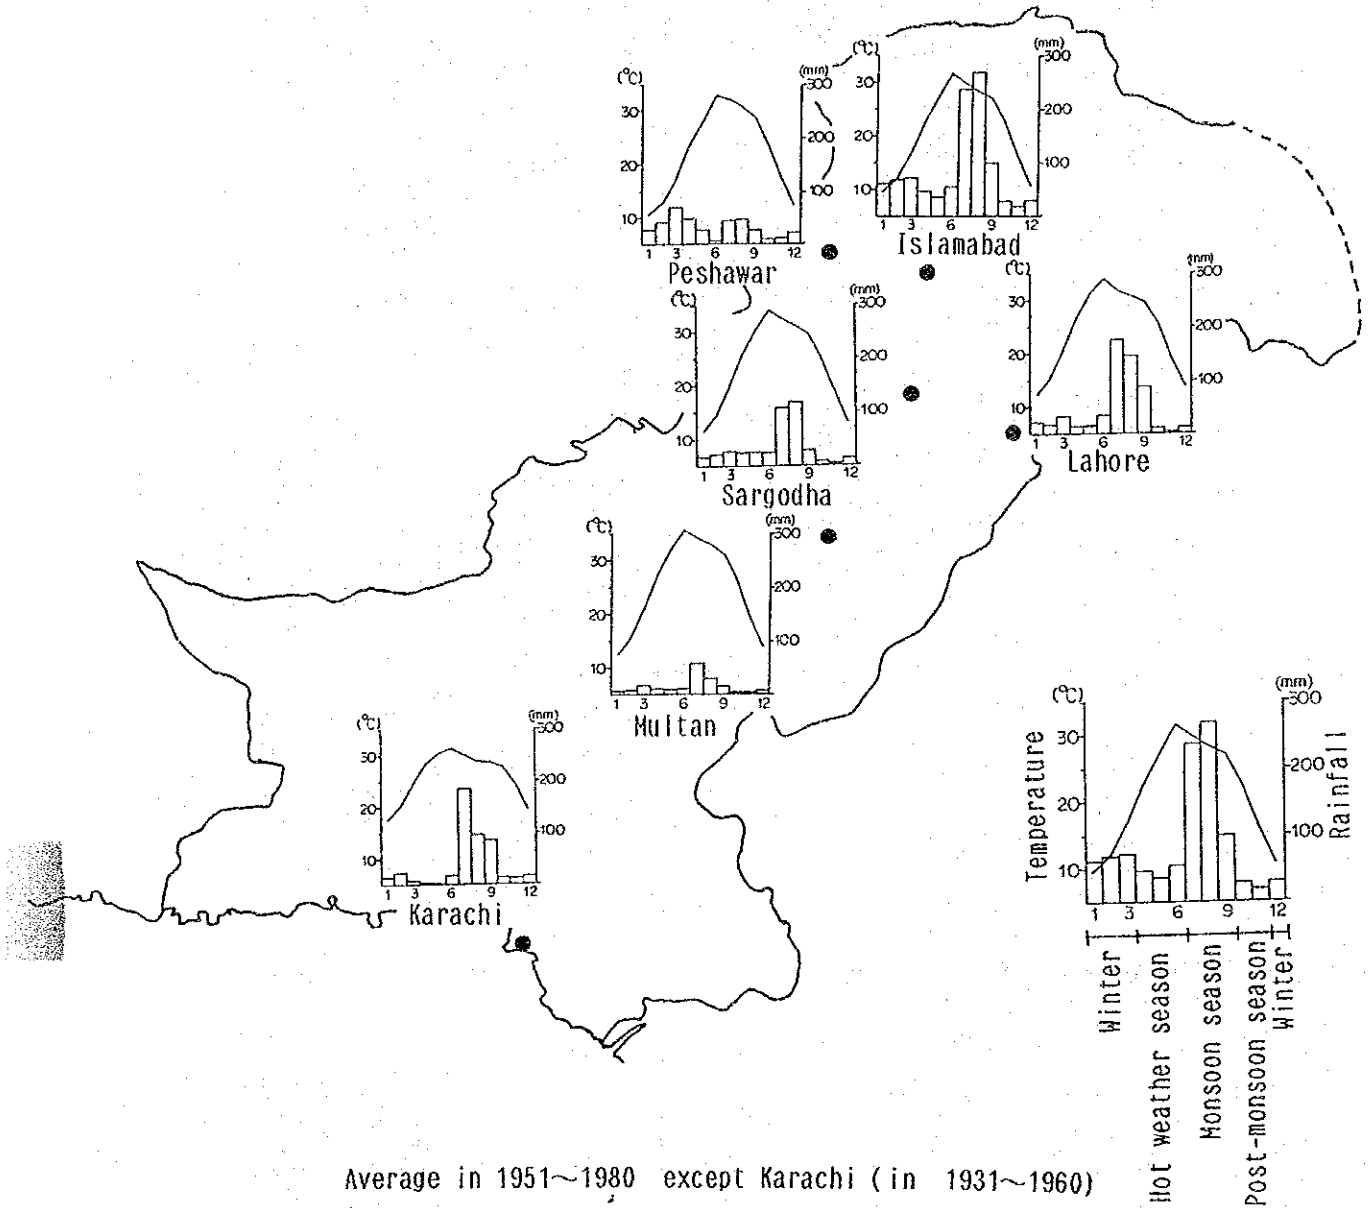 (°C) (mm)
300
30
200
20
100
10
1 3 6 9 12
Peshawar
(°C) (mm)
300
30
200
20
100
10
1 3 6 9 12
Islamabad
(°C) (mm)
300
30
200
20
100
10
1 3 6 9 12
Lahore
(°C) (mm)
300
30
200
20
100
10
1 3 6 9 12
Sargodha
(°C) (mm)
300
30
200
20
100
10
1 3 6 9 12
Multan
(°C) (mm)
300
30
200
20
100
10
1 3 6 9 12
Karachi
(°C) (mm)
300
30
200
20
100
10
Temperature
Rainfall
1 3 6 9 12
Winter
Hot weather season
Monsoon season
Post-monsoon season
Winter
Average in 1951~1980 except Karachi (in 1931~1960)